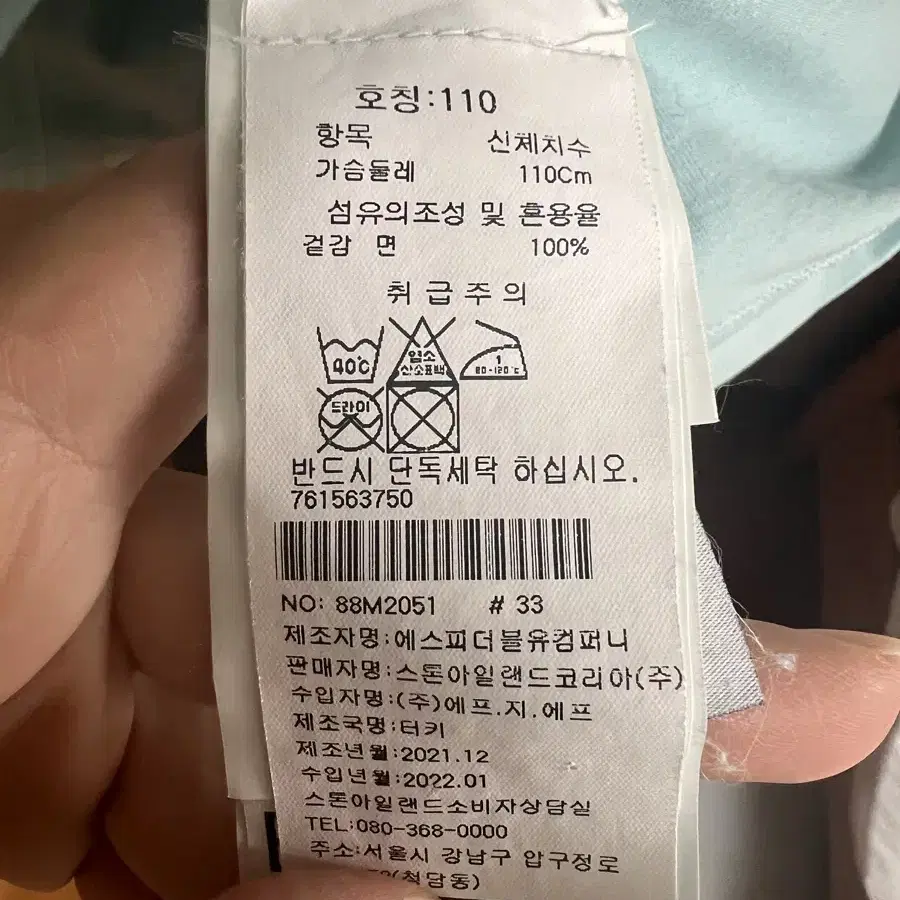 호칭:110
항목 신체치수
가슴둘레 110Cm
섬유의조성 및 혼용율
겉감 면 100%
취급주의
40℃ 염소 산소표백 1 80-120℃
드라이
반드시 단독세탁 하십시오.
761563750
NO: 88M2051 # 33
제조자명:에스피더블유컴퍼니
판매자명:스톤아일랜드코리아(주)
수입자명:(주)에프.지.에프
제조국명:터키
제조년월:2021.12
수입년월:2022.01
스톤아일랜드소비자상담실
TEL:080-368-0000
주소:서울시 강남구 압구정로
(청담동)